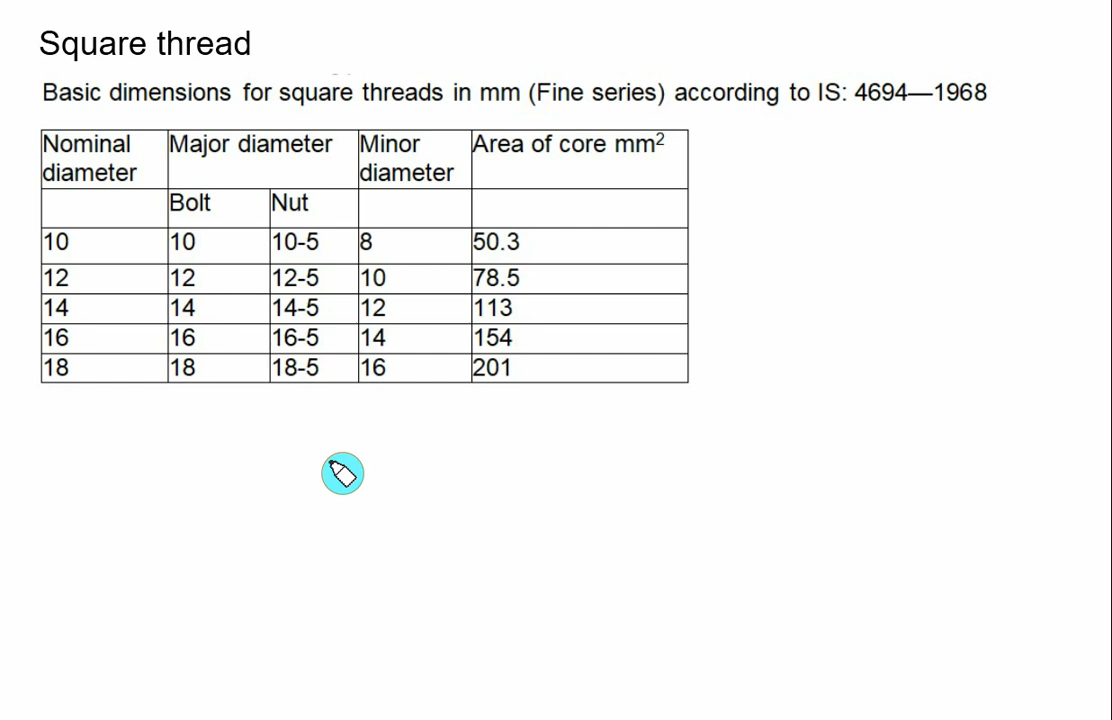 Square thread
Basic dimensions for square threads in mm (Fine series) according to IS: 4694—1968
Nominal diameter Major diameter Minor diameter Area of core mm²
Bolt Nut
10 10 10-5 8 50.3
12 12 12-5 10 78.5
14 14 14-5 12 113
16 16 16-5 14 154
18 18 18-5 16 201